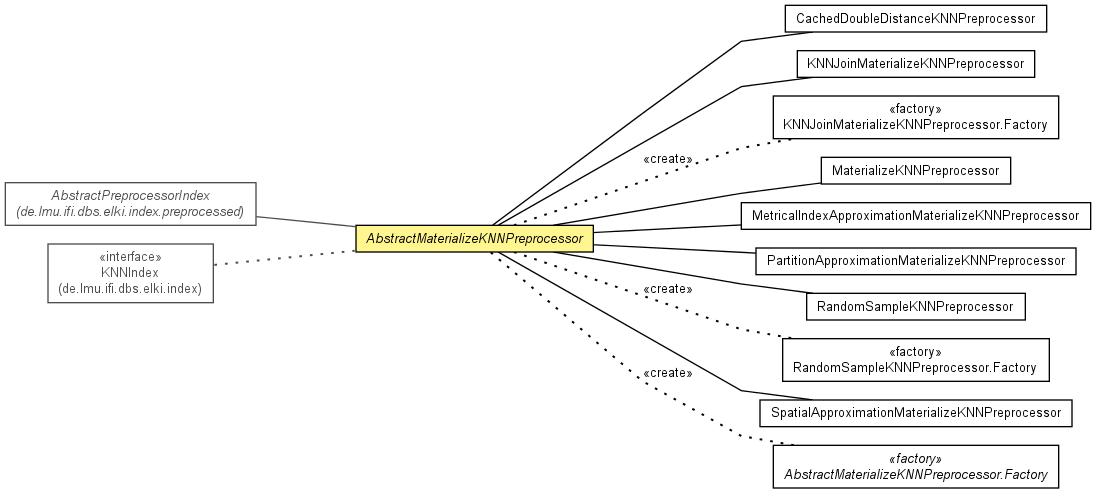 CachedDoubleDistanceKNNPreprocessor
KNNJoinMaterializeKNNPreprocessor
«factory»
KNNJoinMaterializeKNNPreprocessor.Factory
«create»
MaterializeKNNPreprocessor
AbstractPreprocessorIndex
(de.lmu.ifi.dbs.elki.index.preprocessed)
MetricalIndexApproximationMaterializeKNNPreprocessor
AbstractMaterializeKNNPreprocessor
«interface»
KNNIndex
(de.lmu.ifi.dbs.elki.index)
PartitionApproximationMaterializeKNNPreprocessor
«create»
RandomSampleKNNPreprocessor
«factory»
RandomSampleKNNPreprocessor.Factory
«create»
SpatialApproximationMaterializeKNNPreprocessor
«factory»
AbstractMaterializeKNNPreprocessor.Factory